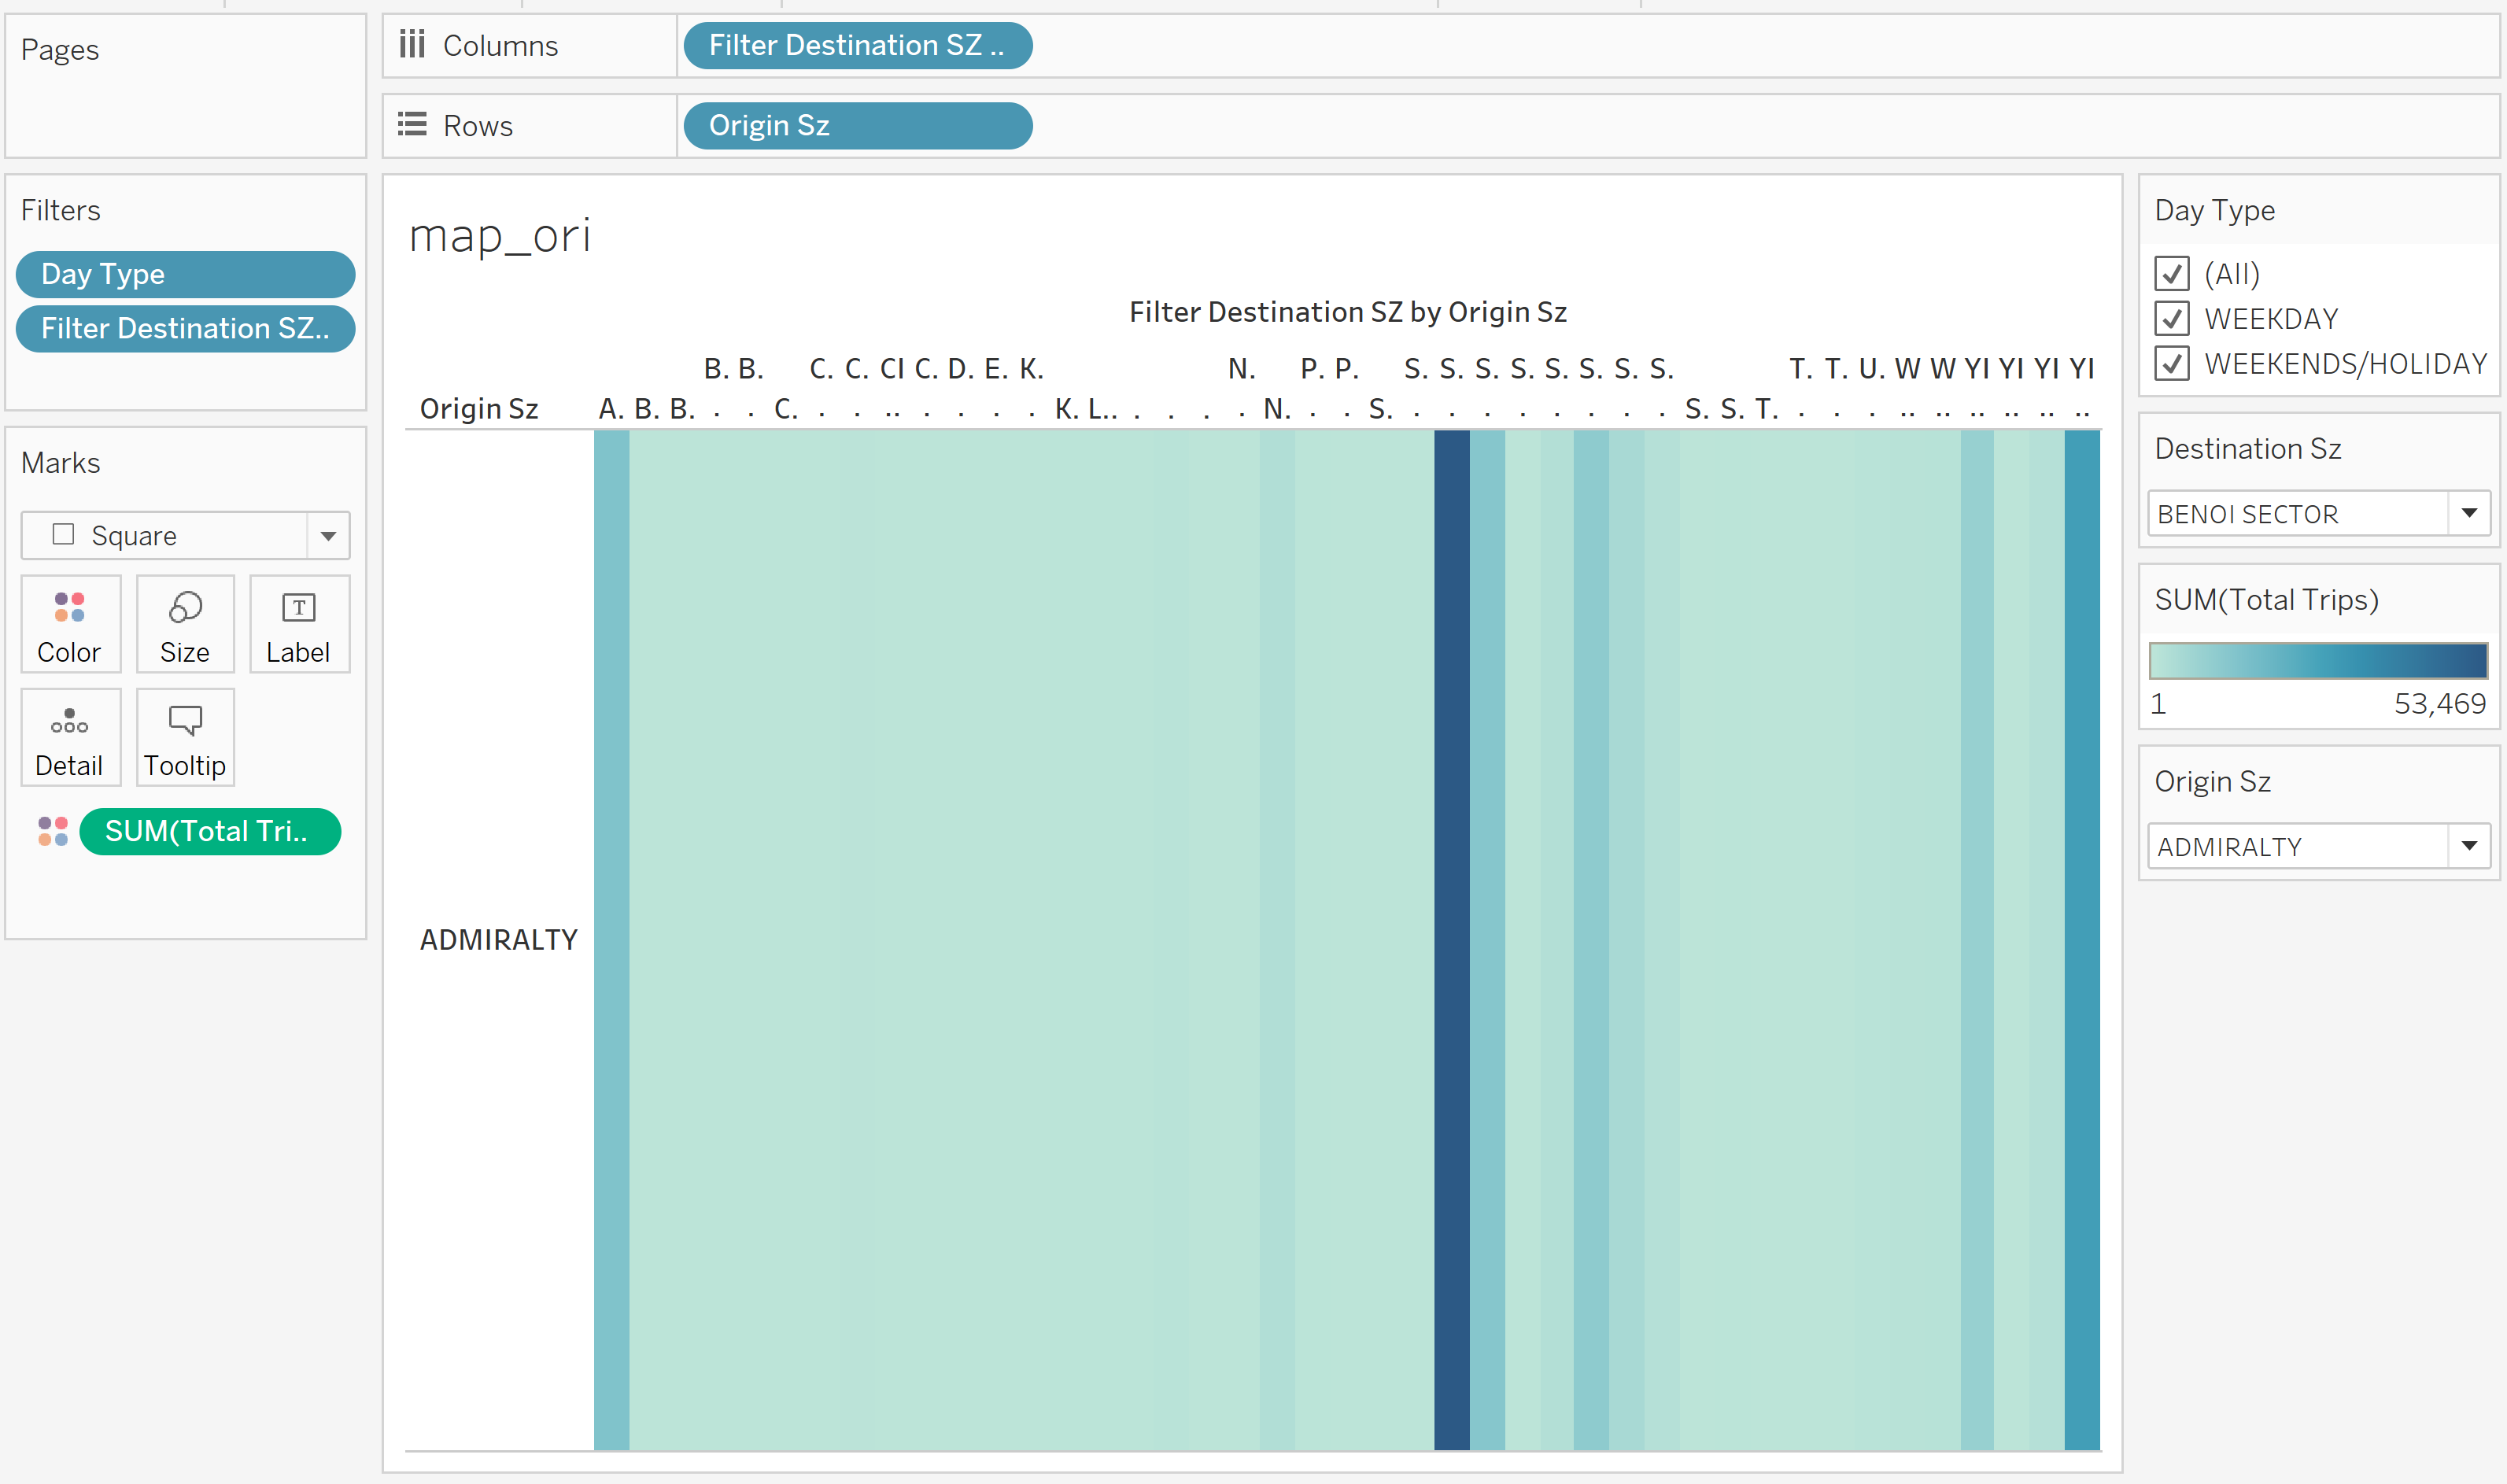 Pages
Columns
Filter Destination SZ ..
Rows
Origin Sz
Filters
Day Type
Filter Destination SZ..
Marks
Square
Color
Size
Label
Detail
Tooltip
SUM(Total Tri..
map_ori
Filter Destination SZ by Origin Sz
B. B. C. C. CI C. D. E. K. N. P. P. S. S. S. S. S. S. S. S. T. T. U. W W YI YI YI YI
Origin Sz A. B. B. . . C. . . .. . . . . K. L.. . . . . N. . . S. . . . . . . . . S. S. T. . . . .. .. .. .. .. ..
ADMIRALTY
Day Type
(All)
WEEKDAY
WEEKENDS/HOLIDAY
Destination Sz
BENOI SECTOR
SUM(Total Trips)
1 53,469
Origin Sz
ADMIRALTY